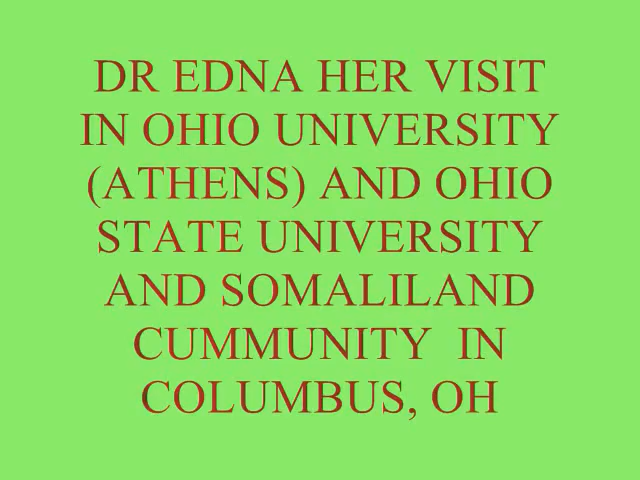 DR EDNA HER VISIT
IN OHIO UNIVERSITY
(ATHENS) AND OHIO
STATE UNIVERSITY
AND SOMALILAND
CUMMUNITY  IN
COLUMBUS, OH